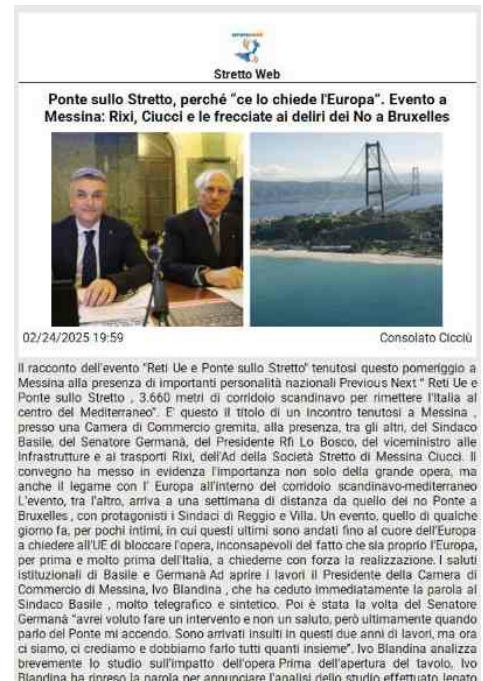 Stretto Web
Ponte sullo Stretto, perché “ce lo chiede l'Europa”. Evento a
Messina: Rixi, Ciucci e le frecciate ai deliri dei No a Bruxelles
02/24/2025 19:59
Consolato Cicciù
Il racconto dell'evento "Reti Ue e Ponte sullo Stretto" tenutosi questo pomeriggio a
Messina alla presenza di importanti personalità nazionali Previous Next " Reti Ue e
Ponte sullo Stretto , 3.660 metri di corridoio scandinavo per rimettere l'Italia al
centro del Mediterraneo". E' questo il titolo di un incontro tenutosi a Messina ,
presso una Camera di Commercio gremita, alla presenza, tra gli altri, del Sindaco
Basile, del Senatore Germanà, del Presidente Rfi Lo Bosco, del viceministro alle
Infrastrutture e ai trasporti Rixi, dell'Ad della Società Stretto di Messina Ciucci. Il
convegno ha messo in evidenza l'importanza non solo della grande opera, ma
anche il legame con l' Europa all'interno del corridoio scandinavo-mediterraneo
L'evento, tra l'altro, arriva a una settimana di distanza da quello dei no Ponte a
Bruxelles , con protagonisti i Sindaci di Reggio e Villa. Un evento, quello di qualche
giorno fa, per pochi intimi, in cui questi ultimi sono andati fino al cuore dell'Europa
a chiedere all'UE di bloccare l'opera, inconsapevoli del fatto che sia proprio l'Europa,
per prima e molto prima dell'Italia, a chiederne con forza la realizzazione. I saluti
istituzionali di Basile e Germanà Ad aprire i lavori il Presidente della Camera di
Commercio di Messina, Ivo Blandina , che ha ceduto immediatamente la parola al
Sindaco Basile , molto telegrafico e sintetico. Poi è stata la volta del Senatore
Germanà "avrei voluto fare un intervento e non un saluto, però ultimamente quando
parlo del Ponte mi accendo. Sono arrivati insulti in questi due anni di lavori, ma ora
ci siamo, ci crediamo e dobbiamo farlo tutti quanti insieme". Ivo Blandina analizza
brevemente lo studio sull'impatto dell'opera Prima dell'apertura del tavolo, Ivo
Blandina ha ripreso la parola per annunciare l'analisi dello studio effettuato legato